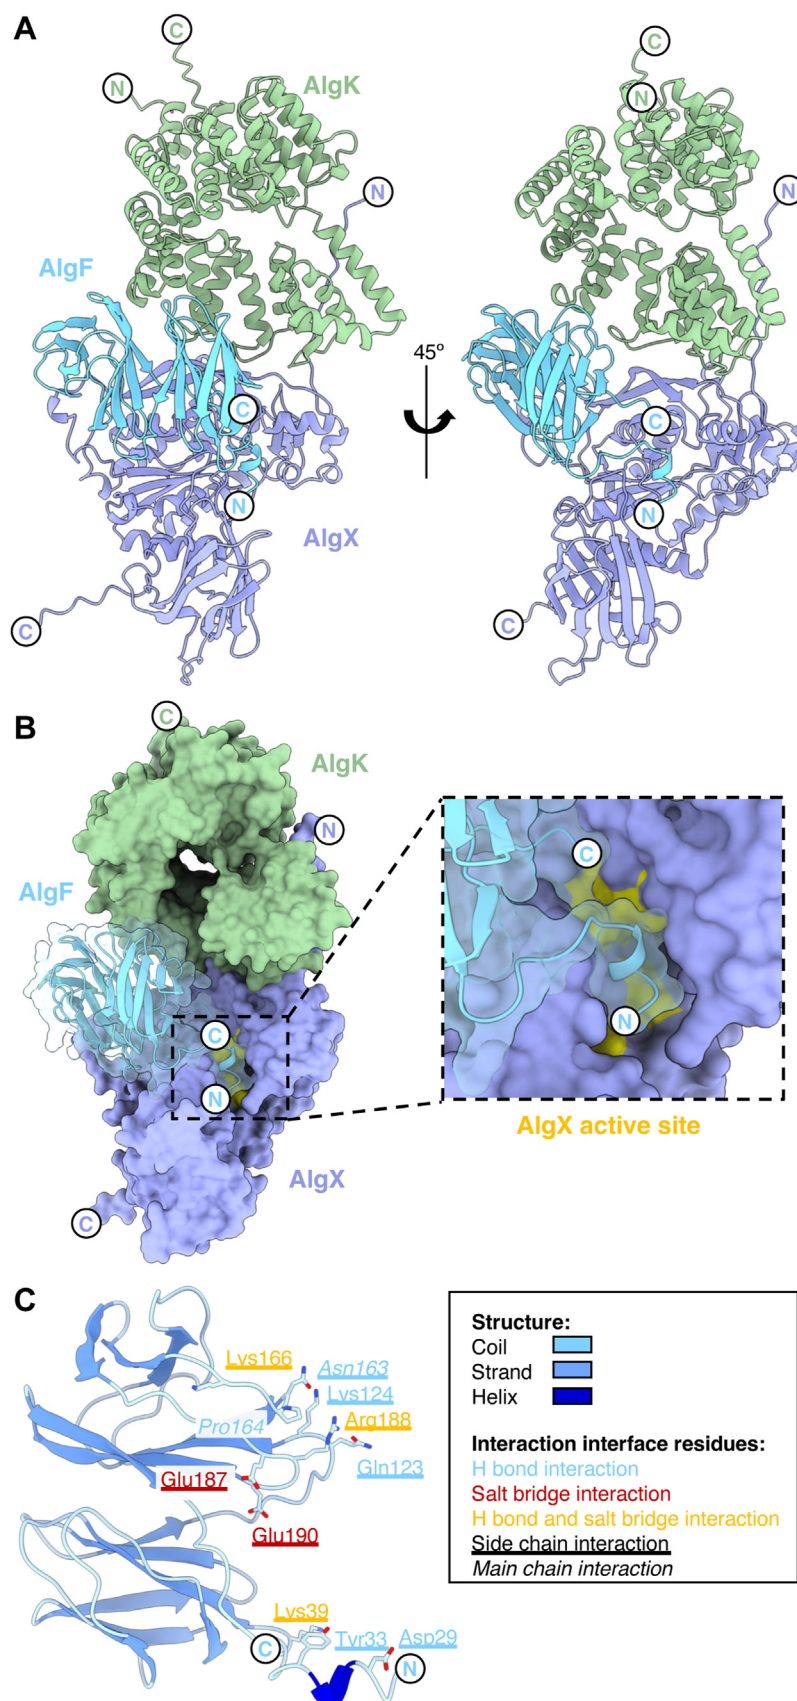 A
C
N
AlgK
N
AlgF
C
N
AlgX
C
45º
C
N
N
C
N
C
B
C
AlgK
N
AlgF
C
N
AlgX
C
C
N
AlgX active site
C
Lys166
Asn163
Lys124
Pro164
Arg188
Gln123
Glu187
Glu190
Lys39
C
Tyr33
Asp29
N
Structure:
Coil
Strand
Helix
Interaction interface residues:
H bond interaction
Salt bridge interaction
H bond and salt bridge interaction
Side chain interaction
Main chain interaction